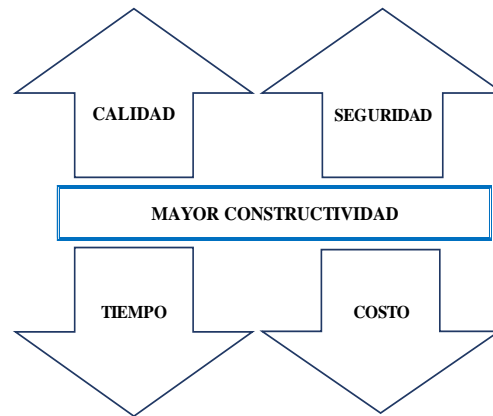 CALIDAD
SEGURIDAD
MAYOR CONSTRUCTIVIDAD
TIEMPO
COSTO